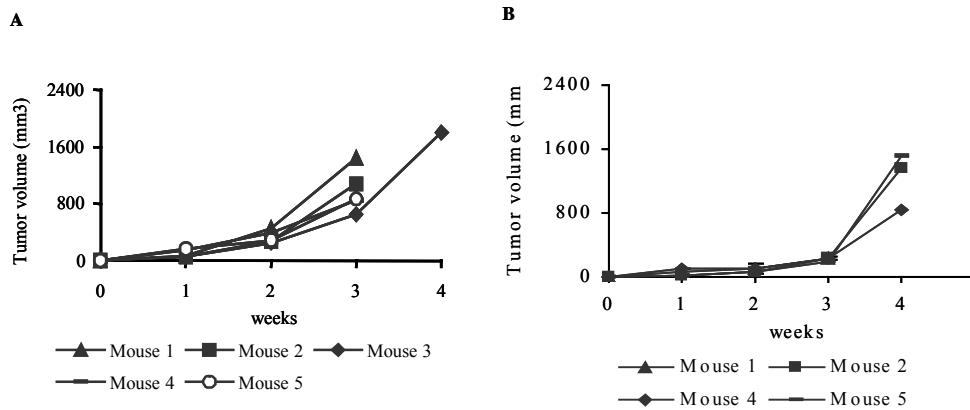 A
Tumor volume (mm3)
2400
1600
800
0
0 1 2 3 4
weeks
Mouse 1 Mouse 2 Mouse 3
Mouse 4 Mouse 5
B
Tumor volume (mm
2400
1600
800
0
0 1 2 3 4
weeks
Mouse 1 Mouse 2
Mouse 4 Mouse 5